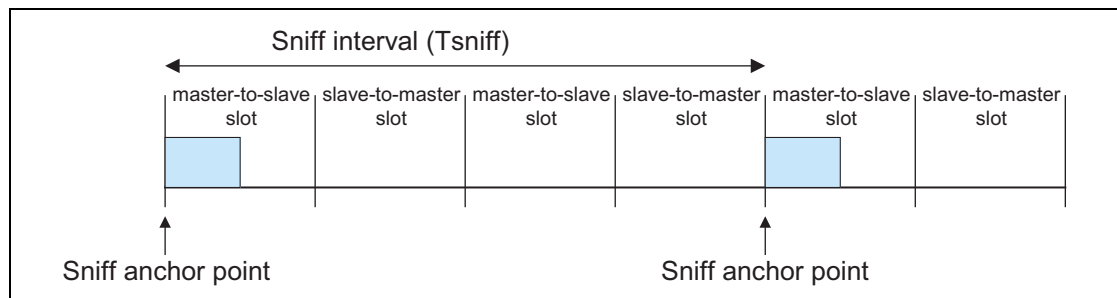 Sniff interval (Tsniff)
master-to-slave slot
slave-to-master slot
master-to-slave slot
slave-to-master slot
master-to-slave slot
slave-to-master slot
Sniff anchor point
Sniff anchor point